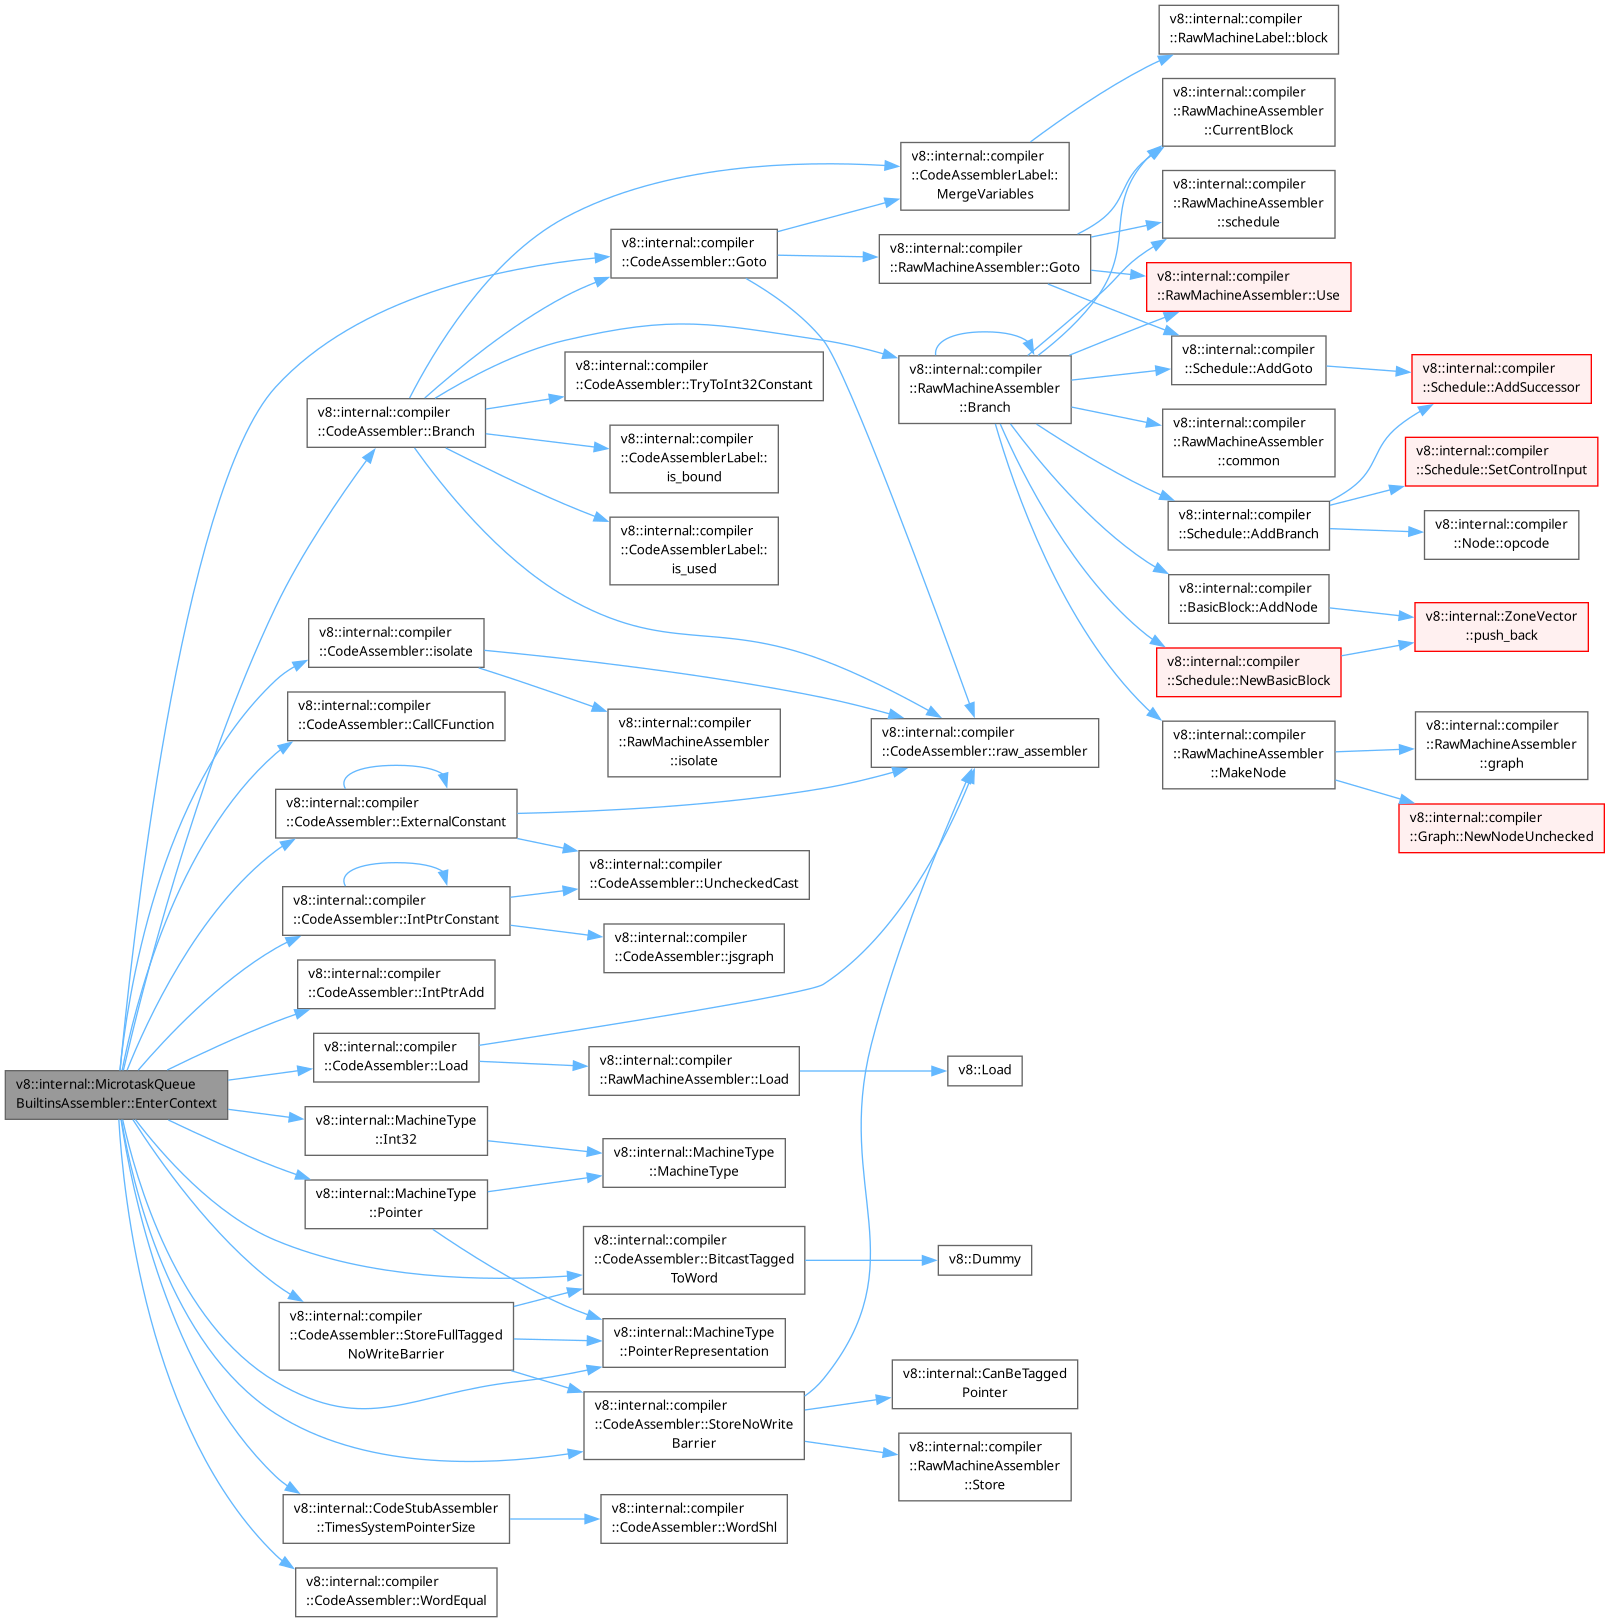 v8::internal::MicrotaskQueue
BuiltinsAssembler::EnterContext
v8::internal::compiler
::CodeAssembler::Branch
v8::internal::compiler
::CodeAssembler::isolate
v8::internal::compiler
::CodeAssembler::CallCFunction
v8::internal::compiler
::CodeAssembler::ExternalConstant
v8::internal::compiler
::CodeAssembler::IntPtrConstant
v8::internal::compiler
::CodeAssembler::IntPtrAdd
v8::internal::compiler
::CodeAssembler::Load
v8::internal::MachineType
::Int32
v8::internal::MachineType
::Pointer
v8::internal::compiler
::CodeAssembler::StoreFullTagged
NoWriteBarrier
v8::internal::CodeStubAssembler
::TimesSystemPointerSize
v8::internal::compiler
::CodeAssembler::WordEqual
v8::internal::compiler
::CodeAssembler::Goto
v8::internal::compiler
::CodeAssembler::TryToInt32Constant
v8::internal::compiler
::CodeAssemblerLabel::
is_bound
v8::internal::compiler
::CodeAssemblerLabel::
is_used
v8::internal::compiler
::RawMachineAssembler
::isolate
v8::internal::compiler
::CodeAssembler::UncheckedCast
v8::internal::compiler
::CodeAssembler::jsgraph
v8::internal::compiler
::RawMachineAssembler::Load
v8::internal::MachineType
::MachineType
v8::internal::compiler
::CodeAssembler::BitcastTagged
ToWord
v8::internal::MachineType
::PointerRepresentation
v8::internal::compiler
::CodeAssembler::StoreNoWrite
Barrier
v8::internal::compiler
::CodeAssembler::WordShl
v8::internal::compiler
::CodeAssemblerLabel::
MergeVariables
v8::internal::compiler
::RawMachineAssembler::Goto
v8::internal::compiler
::RawMachineAssembler
::Branch
v8::internal::compiler
::CodeAssembler::raw_assembler
v8::Load
v8::Dummy
v8::internal::CanBeTagged
Pointer
v8::internal::compiler
::RawMachineAssembler
::Store
v8::internal::compiler
::RawMachineLabel::block
v8::internal::compiler
::RawMachineAssembler
::CurrentBlock
v8::internal::compiler
::RawMachineAssembler
::schedule
v8::internal::compiler
::RawMachineAssembler::Use
v8::internal::compiler
::Schedule::AddGoto
v8::internal::compiler
::RawMachineAssembler
::common
v8::internal::compiler
::Schedule::AddBranch
v8::internal::compiler
::BasicBlock::AddNode
v8::internal::compiler
::Schedule::NewBasicBlock
v8::internal::compiler
::RawMachineAssembler
::MakeNode
v8::internal::compiler
::Schedule::AddSuccessor
v8::internal::compiler
::Schedule::SetControlInput
v8::internal::compiler
::Node::opcode
v8::internal::ZoneVector
::push_back
v8::internal::compiler
::RawMachineAssembler
::graph
v8::internal::compiler
::Graph::NewNodeUnchecked